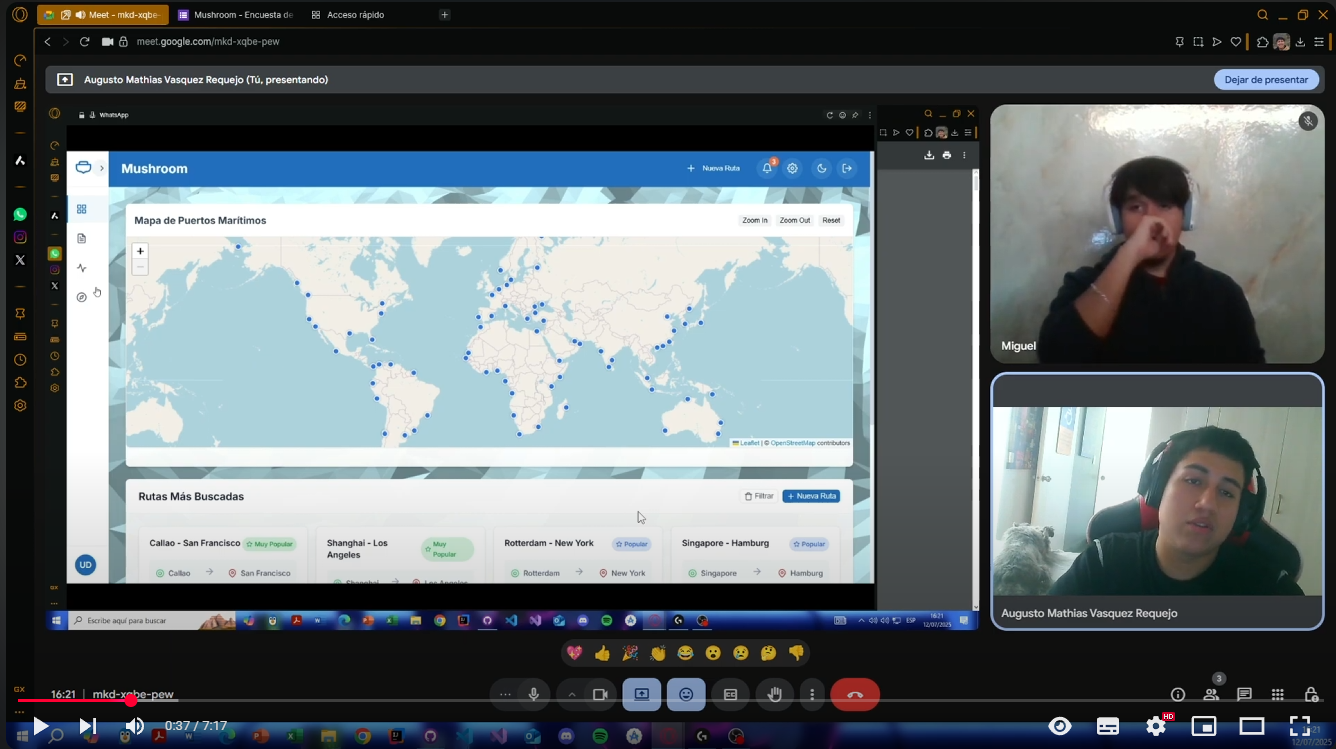 Meet - mkd-xqbe-
Mushroom - Encuesta de
Acceso rápido
meet.google.com/mkd-xqbe-pew
Augusto Mathias Vasquez Requejo (Tú, presentando)
Dejar de presentar
WhatsApp
Mushroom
Nueva Ruta
3
Mapa de Puertos Marítimos
Zoom In
Zoom Out
Reset
+
−
Leaflet | © OpenStreetMap contributors
Rutas Más Buscadas
Filtrar
+ Nueva Ruta
Callao - San Francisco
Muy Popular
Shanghai - Los
Angeles
Muy
Popular
Rotterdam - New York
Popular
Singapore - Hamburg
Popular
Callao
San Francisco
Shanghai
Los Angeles
Rotterdam
New York
Singapore
Hamburg
UD
Escribe aquí para buscar
ESP
16:21
12/07/2025
Miguel
Augusto Mathias Vasquez Requejo
GX
16:21 | mkd-xqbe-pew
3
0:37 / 7:17
HD
12/07/2025